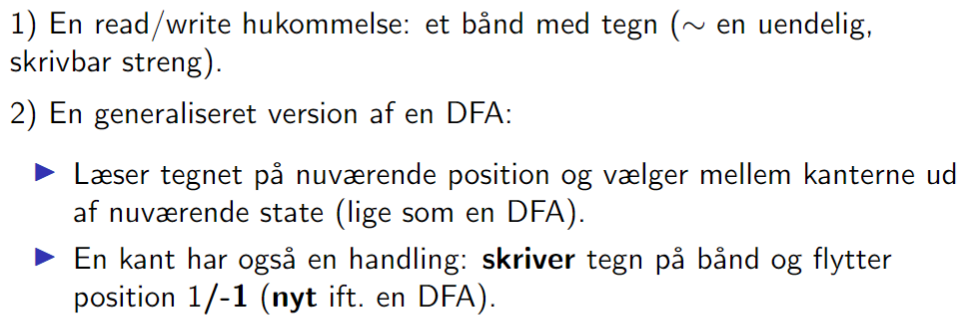 1) En read/write hukommelse: et bånd med tegn (∼ en uendelig,
skrivbar streng).
2) En generaliseret version af en DFA:
▶ Læser tegnet på nuværende position og vælger mellem kanterne ud
af nuværende state (lige som en DFA).
▶ En kant har også en handling: skriver tegn på bånd og flytter
position 1/-1 (nyt ift. en DFA).